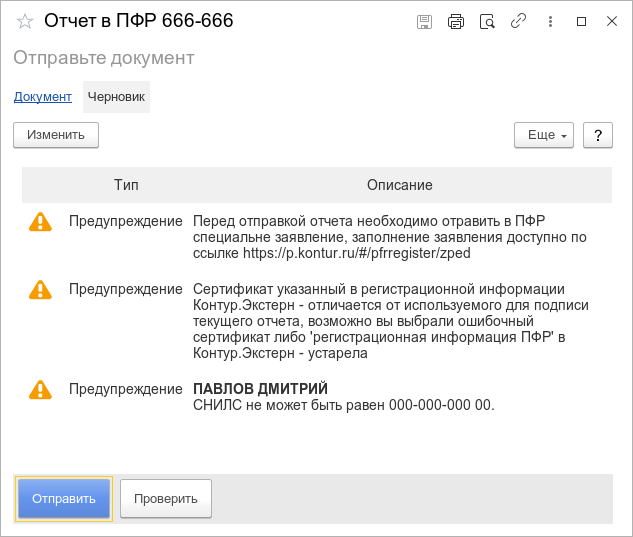 Отчет в ПФР 666-666
Отправьте документ
Документ Черновик
Изменить Еще ?
Тип Описание
Предупреждение Перед отправкой отчета необходимо отравить в ПФР
специальне заявление, заполнение заявления доступно по
ссылке https://p.kontur.ru/#/pfrregister/zped
Предупреждение Сертификат указанный в регистрационной информации
Контур.Экстерн - отличается от используемого для подписи
текущего отчета, возможно вы выбрали ошибочный
сертификат либо 'регистрационная информация ПФР' в
Контур.Экстерн - устарела
Предупреждение ПАВЛОВ ДМИТРИЙ
СНИЛС не может быть равен 000-000-000 00.
Отправить Проверить